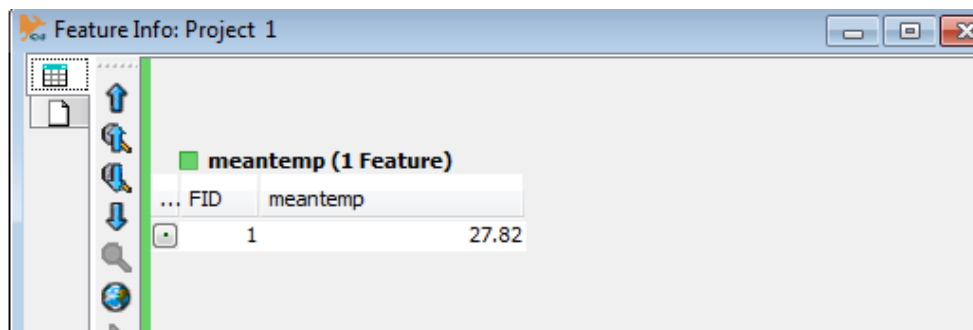 Feature Info: Project 1
meantemp (1 Feature)
... FID meantemp
1 27.82